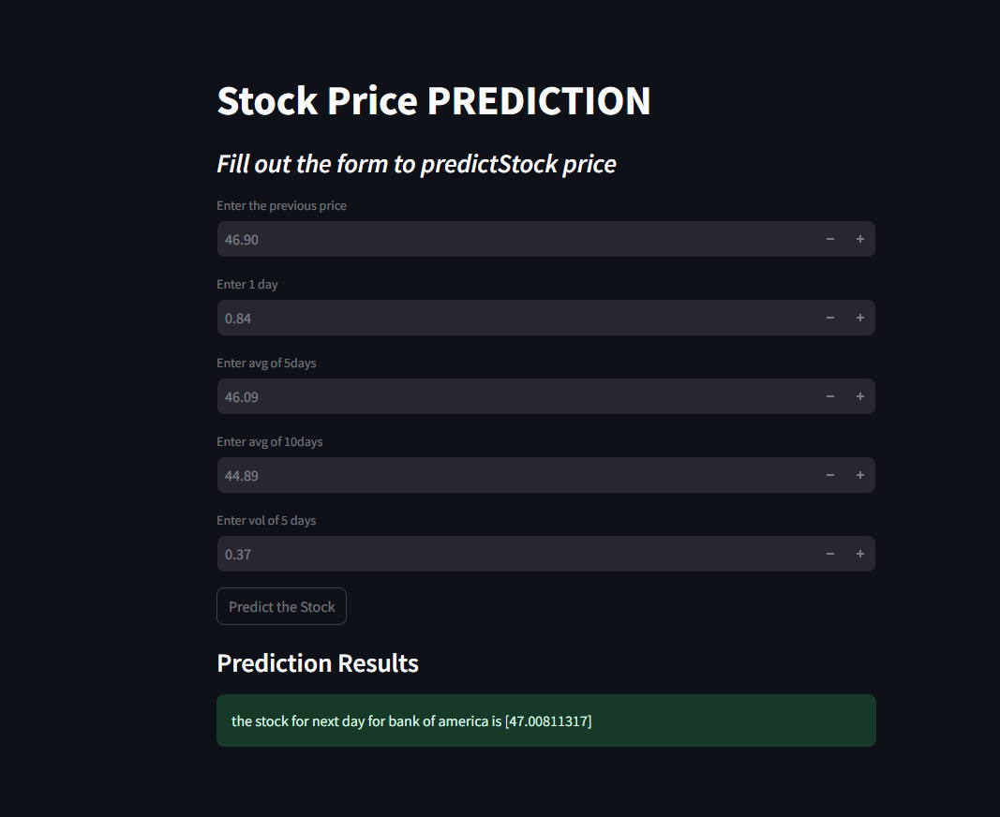 Stock Price PREDICTION
Fill out the form to predictStock price
Enter the previous price
46.90
Enter 1 day
0.84
Enter avg of 5days
46.09
Enter avg of 10days
44.89
Enter vol of 5 days
0.37
Predict the Stock
Prediction Results
the stock for next day for bank of america is [47.00811317]